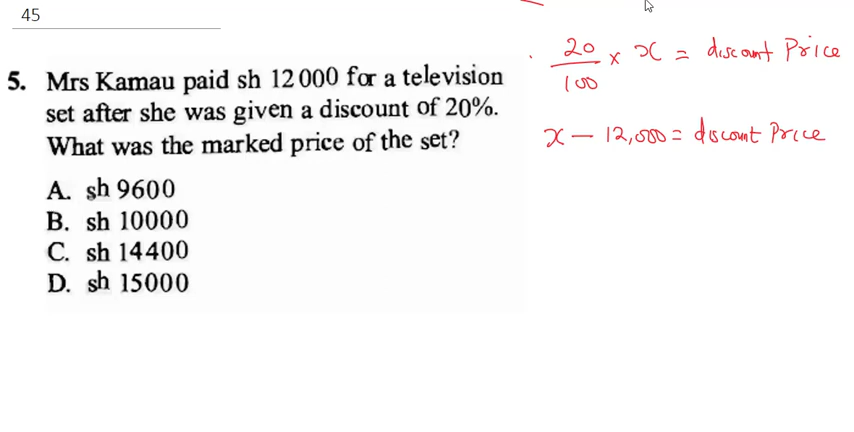 45
5. Mrs Kamau paid sh 12 000 for a television
set after she was given a discount of 20%.
What was the marked price of the set?
A. sh 9600
B. sh 10000
C. sh 14400
D. sh 15000
20/100 × x = discount Price
x — 12,000 = discount Price